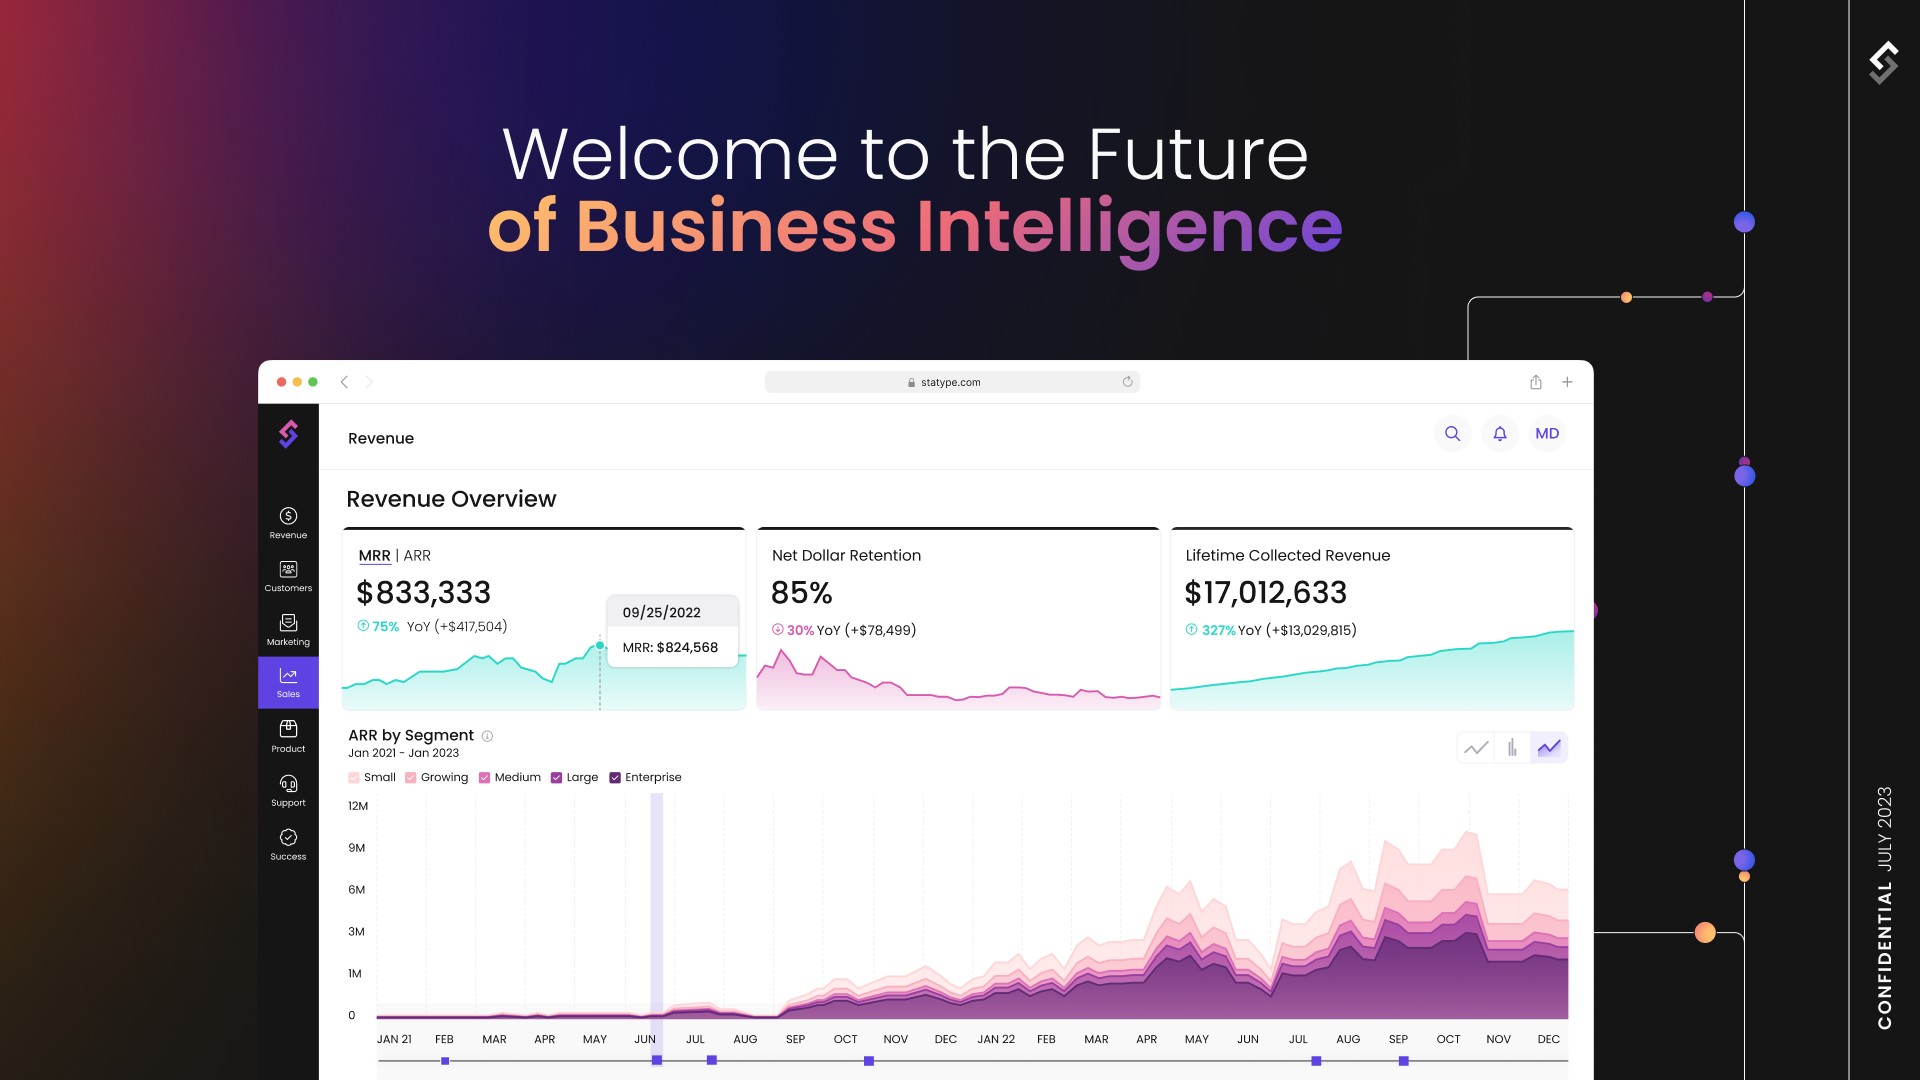 Welcome to the Future
of Business Intelligence
statype.com
Revenue
MD
Revenue
Customers
Marketing
Sales
Product
Support
Success
Revenue Overview
MRR | ARR
$833,333
75% YoY (+$417,504)
09/25/2022
MRR: $824,568
Net Dollar Retention
85%
30% YoY (+$78,499)
Lifetime Collected Revenue
$17,012,633
327% YoY (+$13,029,815)
ARR by Segment
Jan 2021 - Jan 2023
Small Growing Medium Large Enterprise
12M
9M
6M
3M
1M
0
JAN 21 FEB MAR APR MAY JUN JUL AUG SEP OCT NOV DEC JAN 22 FEB MAR APR MAY JUN JUL AUG SEP OCT NOV DEC
CONFIDENTIAL JULY 2023